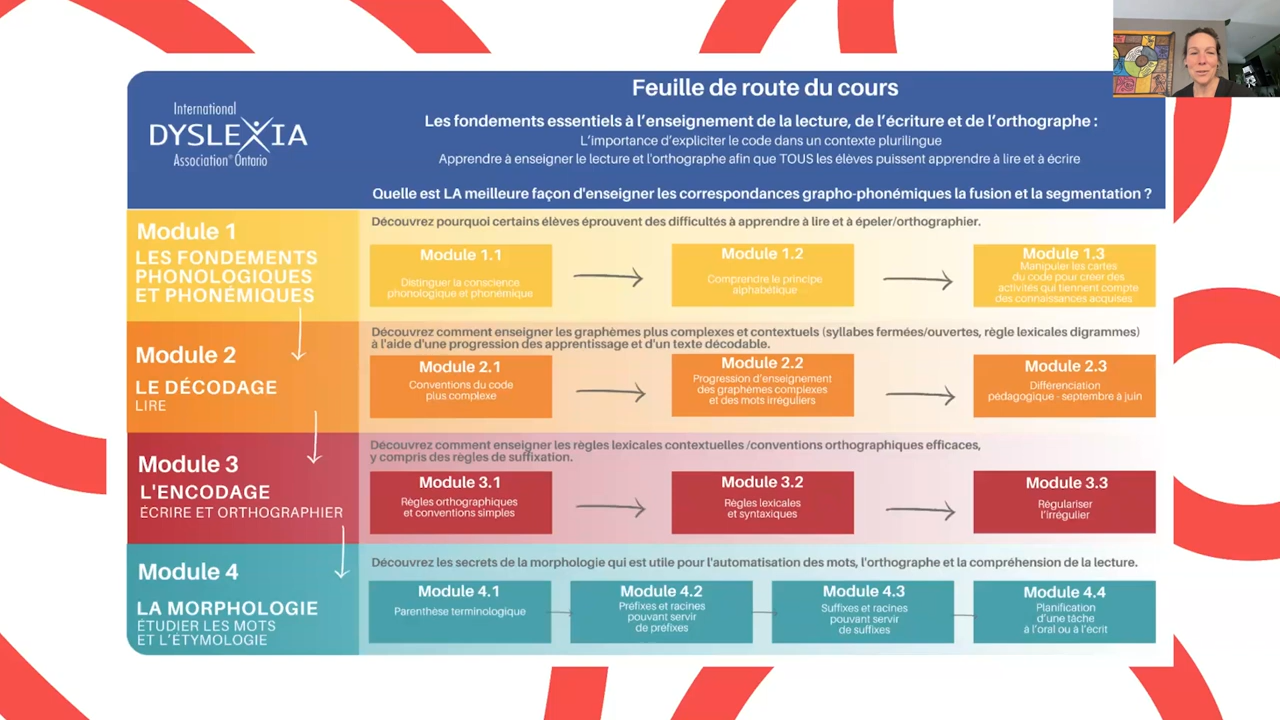 International
DYSLEXIA
Association® Ontario
Feuille de route du cours
Les fondements essentiels à l'enseignement de la lecture, de l'écriture et de l'orthographe :
L'importance d'expliciter le code dans un contexte plurilingue
Apprendre à enseigner le lecture et l'orthographe afin que TOUS les élèves puissent apprendre à lire et à écrire
Quelle est LA meilleure façon d'enseigner les correspondances grapho-phonémiques la fusion et la segmentation ?
Module 1
LES FONDEMENTS
PHONOLOGIQUES
ET PHONÉMIQUES
Découvrez pourquoi certains élèves éprouvent des difficultés à apprendre à lire et à épeler/orthographier.
Module 1.1
Distinguer la conscience
phonologique et phonémique
Module 1.2
Comprendre le principe
alphabétique
Module 1.3
Manipuler les cartes
du code pour créer des
activités qui tiennent compte
des connaissances acquises
Module 2
LE DÉCODAGE
LIRE
Découvrez comment enseigner les graphèmes plus complexes et contextuels (syllabes fermées/ouvertes, règle lexicales digrammes)
à l'aide d'une progression des apprentissage et d'un texte décodable.
Module 2.1
Conventions du code
plus complexe
Module 2.2
Progression d'enseignement
des graphèmes complexes
et des mots irréguliers
Module 2.3
Différenciation
pédagogique - septembre à juin
Module 3
L'ENCODAGE
ÉCRIRE ET ORTHOGRAPHIER
Découvrez comment enseigner les règles lexicales contextuelles /conventions orthographiques efficaces,
y compris des règles de suffixation.
Module 3.1
Règles orthographiques
et conventions simples
Module 3.2
Règles lexicales
et syntaxiques
Module 3.3
Régulariser
l'irrégulier
Module 4
LA MORPHOLOGIE
ÉTUDIER LES MOTS
ET L'ÉTYMOLOGIE
Découvrez les secrets de la morphologie qui est utile pour l'automatisation des mots, l'orthographe et la compréhension de la lecture.
Module 4.1
Parenthèse terminologique
Module 4.2
Préfixes et racines
pouvant servir
de préfixes
Module 4.3
Suffixes et racines
pouvant servir
de suffixes
Module 4.4
Planification
d'une tâche
à l'oral ou à l'écrit